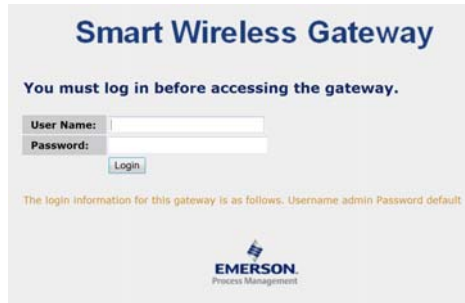 Smart Wireless Gateway
You must log in before accessing the gateway.
User Name:
Password:
Login
The login information for this gateway is as follows. Username admin Password default
EMERSON.
Process Management